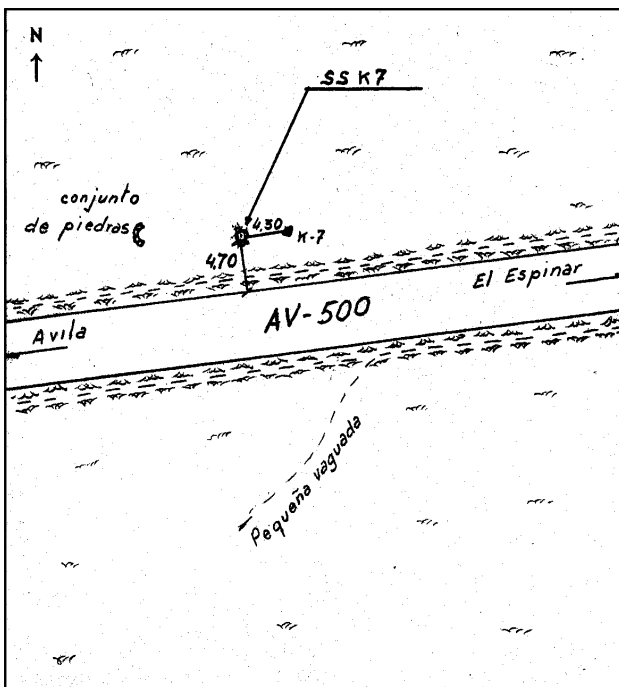 N
SS K7
conjunto
de piedras
4,30
K-7
4,70
El Espinar
AV-500
Avila
Pequeña vaguada